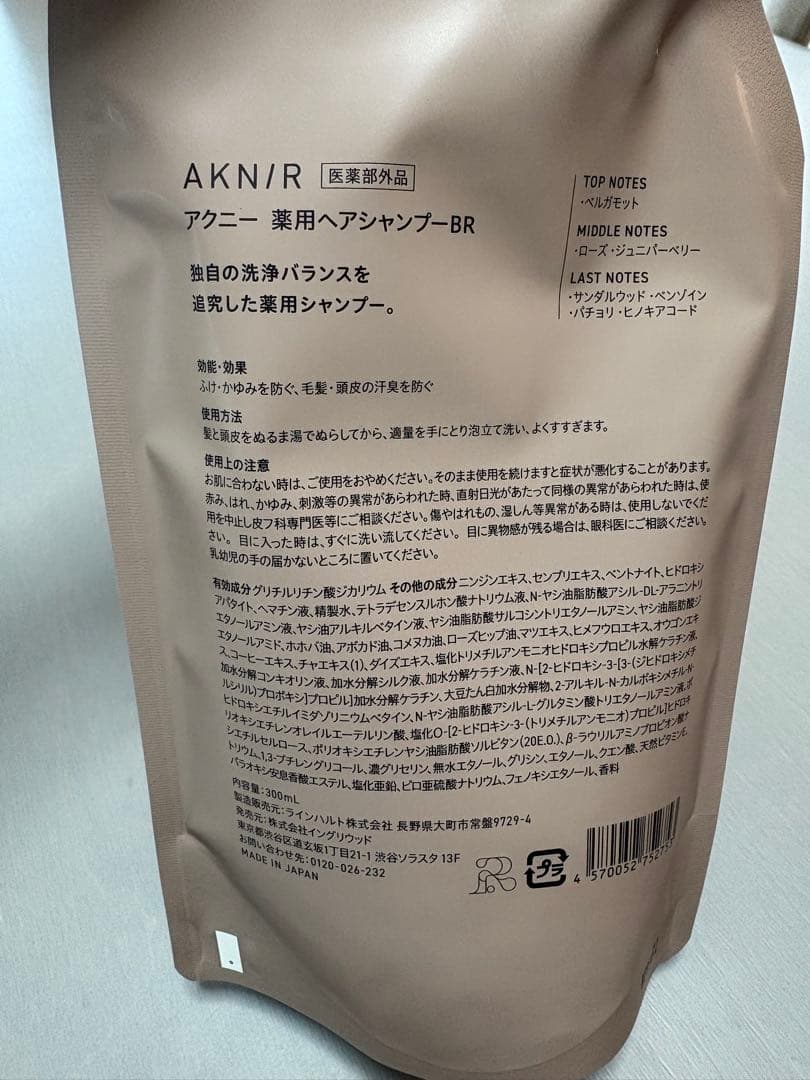 AKN/R 医薬部外品
アクニー 薬用ヘアシャンプーBR
独自の洗浄バランスを
追究した薬用シャンプー。
TOP NOTES
・ベルガモット
MIDDLE NOTES
・ローズ・ジュニパーベリー
LAST NOTES
・サンダルウッド・ベンゾイン
・パチョリ・ヒノキアコード
効能・効果
ふけ・かゆみを防ぐ、毛髪・頭皮の汗臭を防ぐ
使用方法
髪と頭皮をぬるま湯でぬらしてから、適量を手にとり泡立て洗い、よくすすぎます。
使用上の注意
お肌に合わない時は、ご使用をおやめください。そのまま使用を続けますと症状が悪化することがあります。
赤み、はれ、かゆみ、刺激等の異常があらわれた時、直射日光があたって同様の異常があらわれた時は、使
用を中止し皮フ科専門医等にご相談ください。傷やはれもの、湿しん等異常がある時は、使用しないでくだ
さい。 目に入った時は、すぐに洗い流してください。 目に異物感が残る場合は、眼科医にご相談ください。
乳幼児の手の届かないところに置いてください。
有効成分 グリチルリチン酸ジカリウム その他の成分 ニンジンエキス、センブリエキス、ベントナイト、ヒドロキシ
アパタイト、ヘマチン液、精製水、テトラデセンスルホン酸ナトリウム液、N-ヤシ油脂肪酸アシル-DL-アラニントリ
エタノールアミン液、ヤシ油アルキルベタイン液、ヤシ油脂肪酸サルコシントリエタノールアミン、ヤシ油脂肪酸ジ
エタノールアミド、ホホバ油、アボカド油、コメヌカ油、ローズヒップ油、マツエキス、ヒメフウロエキス、オウゴンエキ
ス、コーヒーエキス、チャエキス(1)、ダイズエキス、塩化トリメチルアンモニオヒドロキシプロピル加水分解ケラチン液、
加水分解コンキオリン液、加水分解シルク液、加水分解ケラチン液、N-[2-ヒドロキシ-3-[3-(ジヒドロキシメチ
ルシリル)プロポキシ]プロピル]加水分解ケラチン、大豆たん白加水分解物、2-アルキル-N-カルボキシメチル-N-
ヒドロキシエチルイミダゾリニウムベタイン、N-ヤシ油脂肪酸アシル-L-グルタミン酸トリエタノールアミン液、ポ
リオキシエチレンオレイルエーテルリン酸、塩化O-[2-ヒドロキシ-3-(トリメチルアンモニオ)プロピル]ヒドロキ
シエチルセルロース、ポリオキシエチレンヤシ油脂肪酸ソルビタン(20E.O.)、β-ラウリルアミノプロピオン酸ナ
トリウム、1,3-ブチレングリコール、濃グリセリン、無水エタノール、グリシン、エタノール、クエン酸、天然ビタミンE、
パラオキシ安息香酸エステル、塩化亜鉛、ピロ亜硫酸ナトリウム、フェノキシエタノール、香料
内容量:300mL
製造販売元:ラインハルト株式会社 長野県大町市常盤9729-4
発売元:株式会社イングリウッド
東京都渋谷区道玄坂1丁目21-1 渋谷ソラスタ 13F
お問い合わせ先:0120-026-232
MADE IN JAPAN
プラ
4 570052 752753